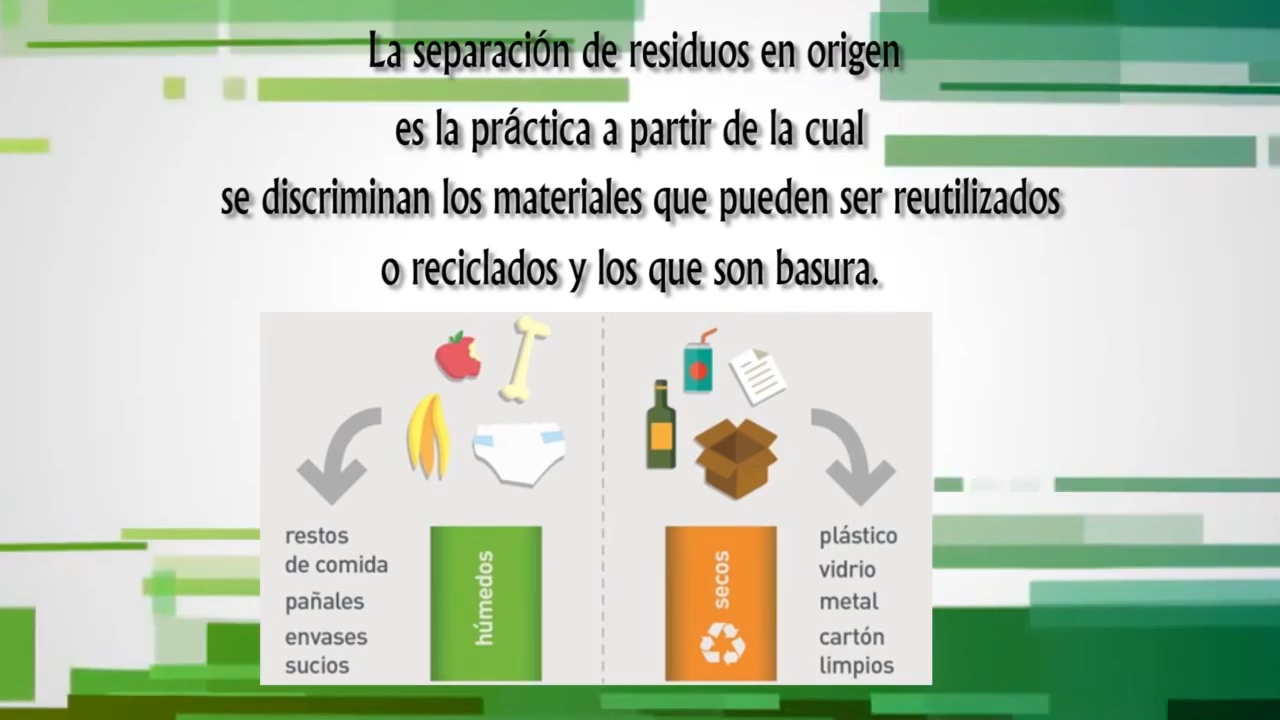 La separación de residuos en origen
es la práctica a partir de la cual
se discriminan los materiales que pueden ser reutilizados
o reciclados y los que son basura.
restos
de comida
pañales
envases
sucios
húmedos
secos
plástico
vidrio
metal
cartón
limpios